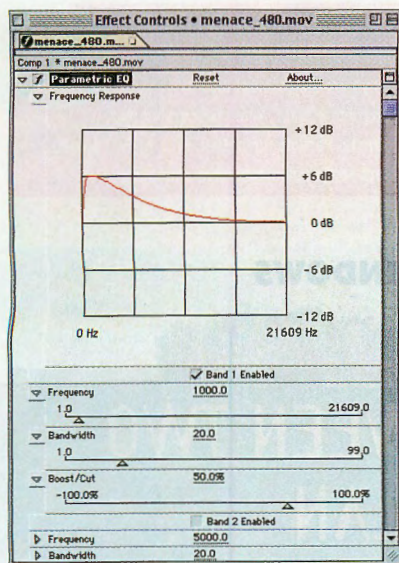 Effect Controls • menace_480.mov
menace_480.m...
Comp 1 * menace_480.mov
Parametric EQ Reset About...
Frequency Response
+12 dB
+6 dB
0 dB
-6 dB
-12 dB
0 Hz 21609 Hz
Band 1 Enabled
Frequency 1000.0
1.0 21609.0
Bandwidth 20.0
1.0 99.0
Boost/Cut 50.0%
-100.0% 100.0%
Band 2 Enabled
Frequency 5000.0
Bandwidth 20.0